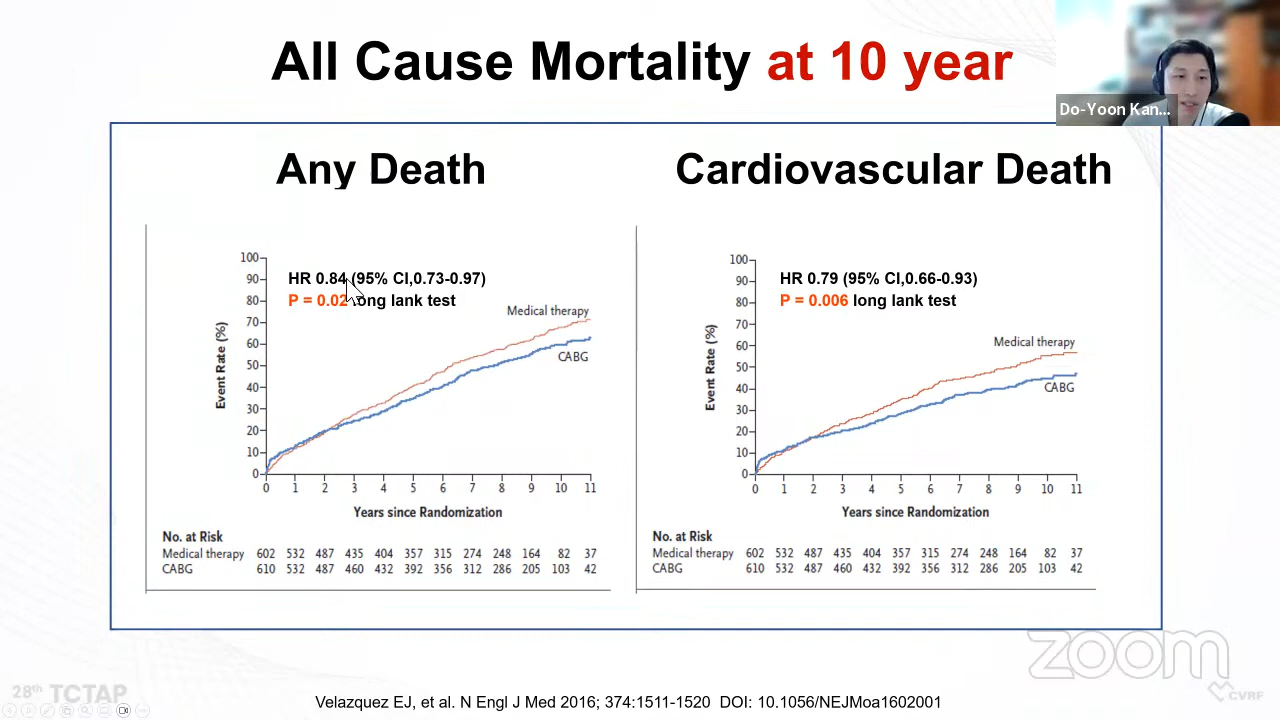 All Cause Mortality at 10 year
Do-Yoon Kan...
Any Death
Cardiovascular Death
HR 0.84 (95% CI,0.73-0.97)
P = 0.02 long lank test
100
90
80
70
60
50
40
30
20
10
0
Event Rate (%)
Medical therapy
CABG
0 1 2 3 4 5 6 7 8 9 10 11
Years since Randomization
No. at Risk
Medical therapy 602 532 487 435 404 357 315 274 248 164 82 37
CABG 610 532 487 460 432 392 356 312 286 205 103 42
HR 0.79 (95% CI,0.66-0.93)
P = 0.006 long lank test
100
90
80
70
60
50
40
30
20
10
0
Event Rate (%)
Medical therapy
CABG
0 1 2 3 4 5 6 7 8 9 10 11
Years since Randomization
No. at Risk
Medical therapy 602 532 487 435 404 357 315 274 248 164 82 37
CABG 610 532 487 460 432 392 356 312 286 205 103 42
zoom
28th TCTAP
Velazquez EJ, et al. N Engl J Med 2016; 374:1511-1520 DOI: 10.1056/NEJMoa1602001
CVRF